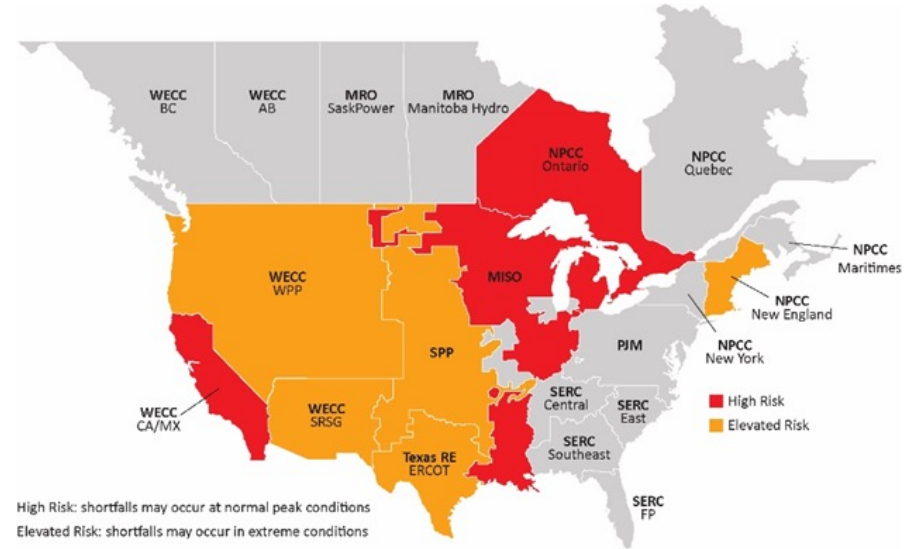 WECC
BC
WECC
AB
MRO
SaskPower
MRO
Manitoba Hydro
NPCC
Ontario
NPCC
Quebec
NPCC
Maritimes
WECC
WPP
MISO
NPCC
New England
SPP
PJM
NPCC
New York
WECC
CA/MX
WECC
SRSG
SERC
Central
SERC
East
High Risk
Elevated Risk
SERC
Southeast
Texas RE
ERCOT
SERC
FP
High Risk: shortfalls may occur at normal peak conditions
Elevated Risk: shortfalls may occur in extreme conditions